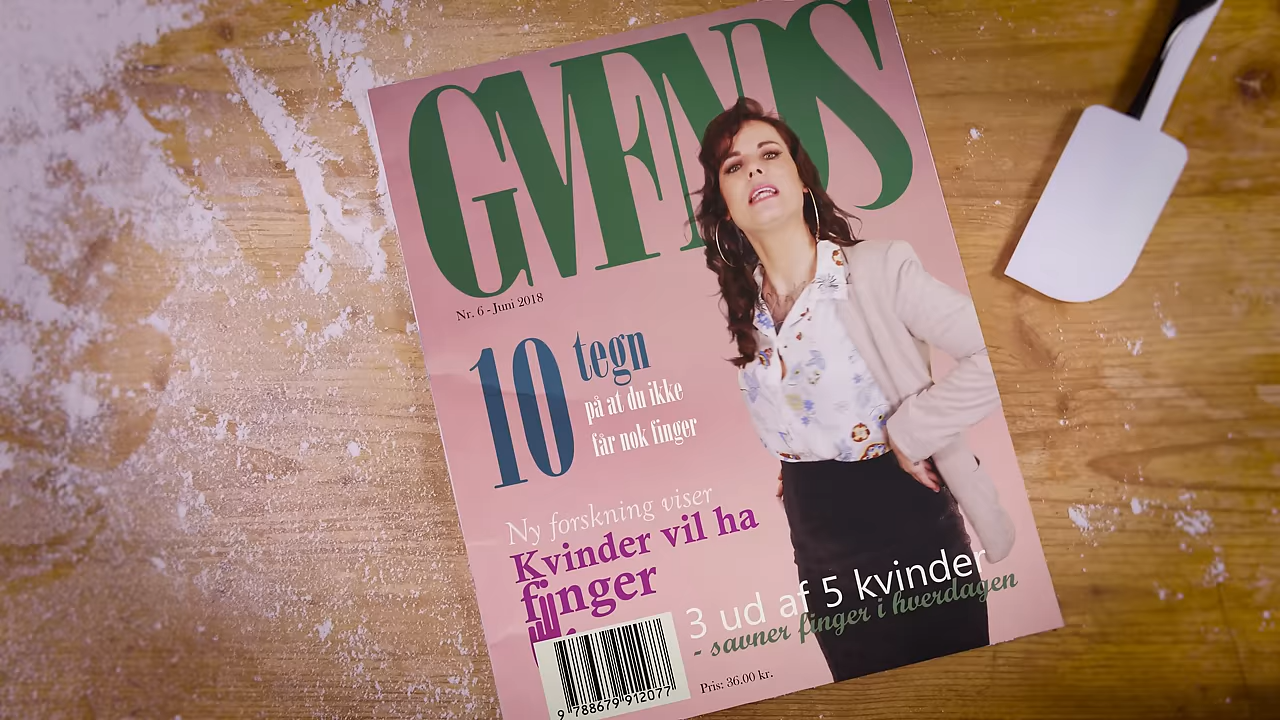 GVENDS
Nr. 6 - Juni 2018
10 tegn
på at du ikke
får nok finger
Ny forskning viser
Kvinder vil ha
finger
3 ud af 5 kvinder
- savner finger i hverdagen
Pris: 36.00 kr.
9 788679 912077